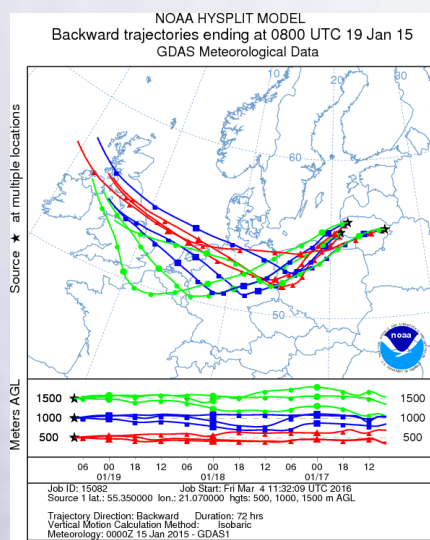 NOAA HYSPLIT MODEL
Backward trajectories ending at 0800 UTC 19 Jan 15
GDAS Meteorological Data
Source ★ at multiple locations
10
20
30
10
60
50
noaa
Meters AGL
1500 1500
1000 1000
500 500
06 00 18 12 06 00 18 12 06 00 18 12
01/19 01/18 01/17
Job ID: 15082 Job Start: Fri Mar 4 11:32:09 UTC 2016
Source 1 lat.: 55.350000 lon.: 21.070000 hgts: 500, 1000, 1500 m AGL
Trajectory Direction: Backward Duration: 72 hrs
Vertical Motion Calculation Method: Isobaric
Meteorology: 0000Z 15 Jan 2015 - GDAS1